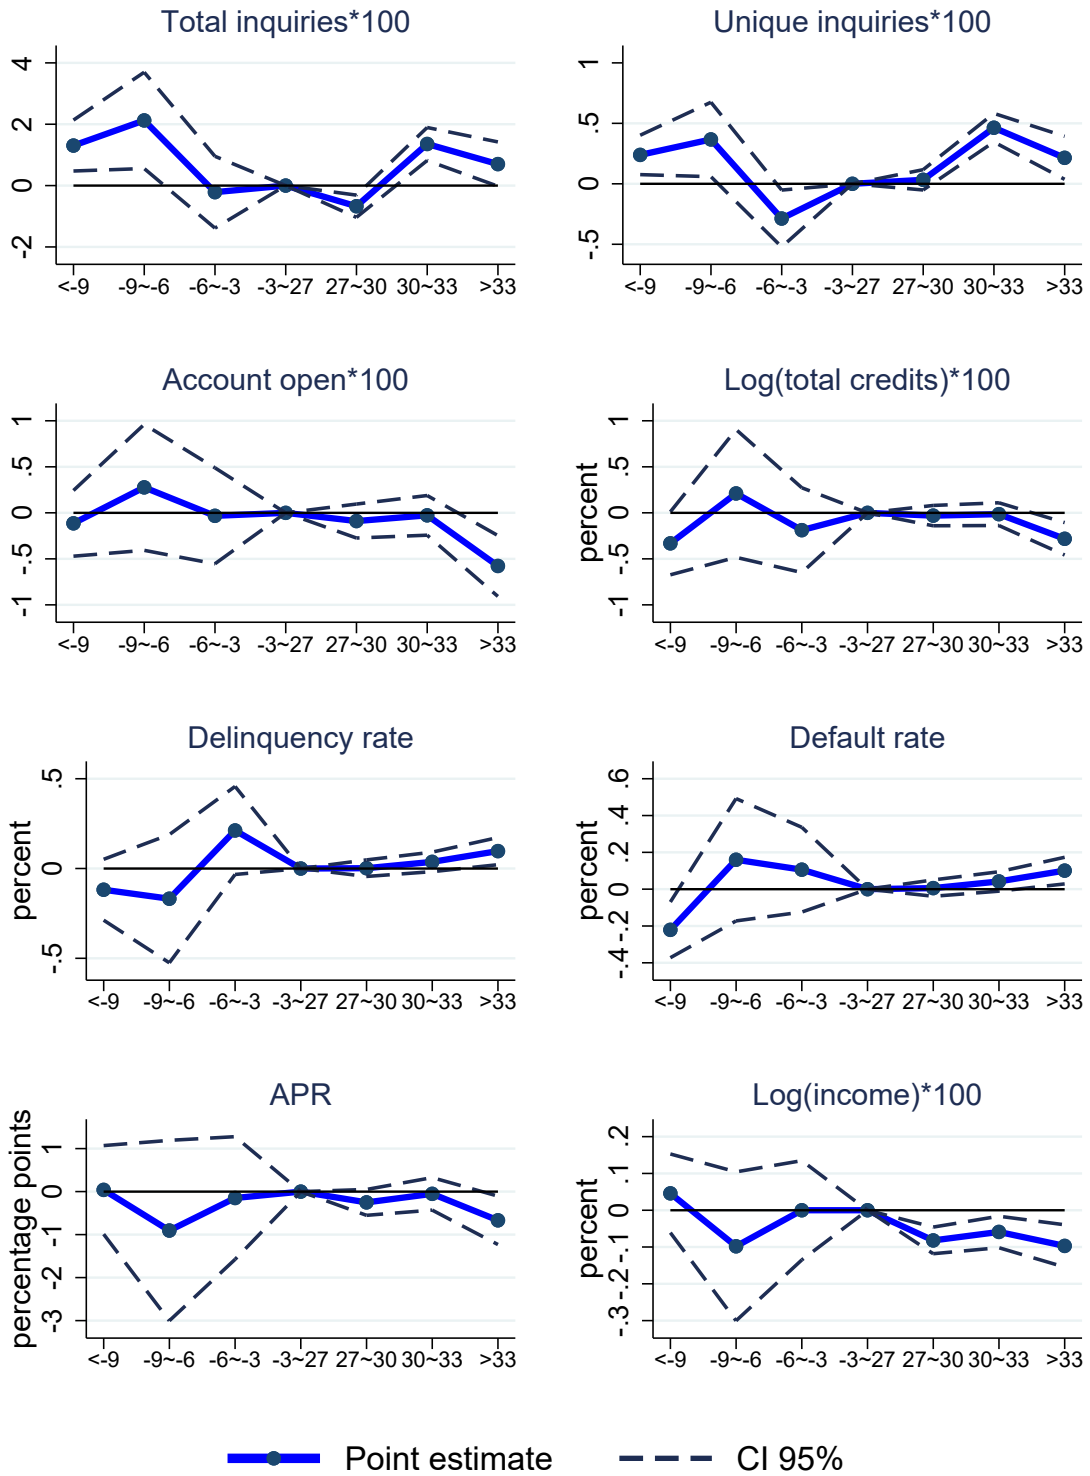 Total inquiries*100
4
2
0
-2
<-9 -9~-6 -6~-3 -3~27 27~30 30~33 >33
Unique inquiries*100
1
.5
0
-.5
<-9 -9~-6 -6~-3 -3~27 27~30 30~33 >33
Account open*100
1
.5
0
-.5
-1
<-9 -9~-6 -6~-3 -3~27 27~30 30~33 >33
Log(total credits)*100
percent
1
.5
0
-.5
-1
<-9 -9~-6 -6~-3 -3~27 27~30 30~33 >33
Delinquency rate
percent
.5
0
-.5
<-9 -9~-6 -6~-3 -3~27 27~30 30~33 >33
Default rate
percent
.6
.4
.2
0
-.2
-.4
<-9 -9~-6 -6~-3 -3~27 27~30 30~33 >33
APR
percentage points
1
0
-1
-2
-3
<-9 -9~-6 -6~-3 -3~27 27~30 30~33 >33
Log(income)*100
percent
.2
.1
0
-.1
-.2
-.3
<-9 -9~-6 -6~-3 -3~27 27~30 30~33 >33
Point estimate CI 95%